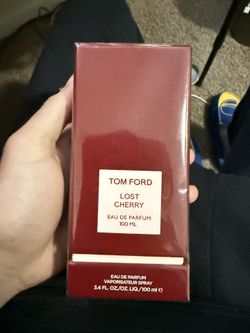 TOM FORD
LOST
CHERRY
EAU DE PARFUM
100 ML
EAU DE PARFUM
VAPORISATEUR SPRAY
3.4 FL. OZ./OZ. LIQ./100 ml ℮